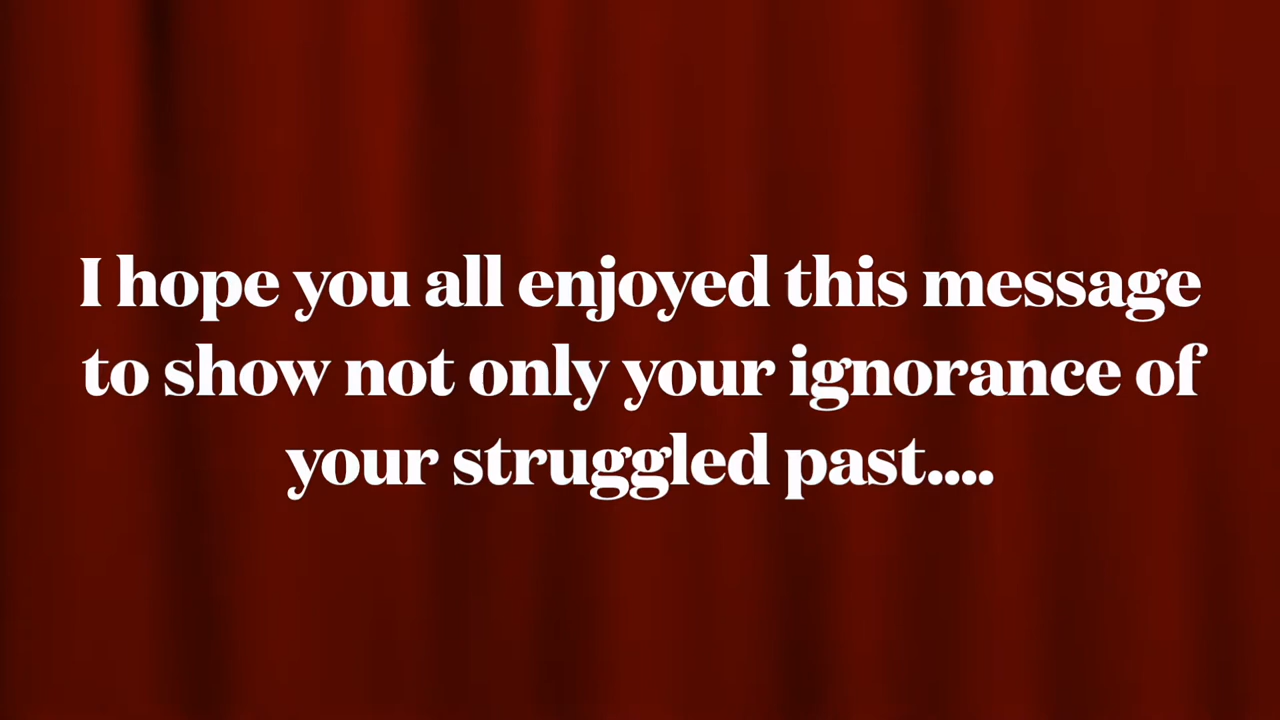 I hope you all enjoyed this message
to show not only your ignorance of
your struggled past....